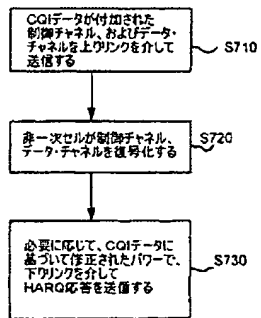 CQIデータが付加された
制御チャネル、およびデータ・
チャネルを上りリンクを介して
送信する
S710
非一次セルが制御チャネル、
データ・チャネルを復号化する
S720
必要に応じて、CQIデータに
基づいて修正されたパワーで、
下りリンクを介して
HARQ応答を送信する
S730